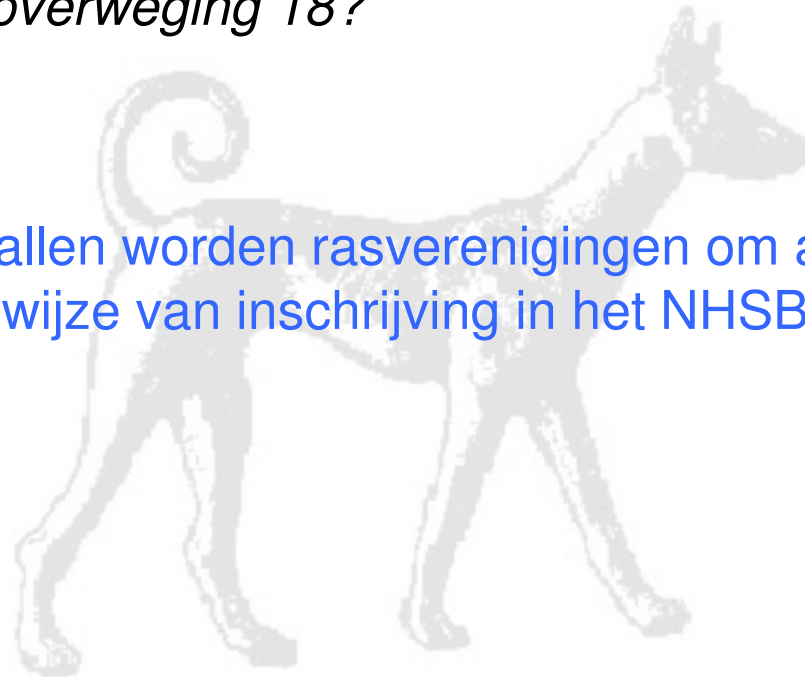 overweging 18?
allen worden rasverenigingen om a
wijze van inschrijving in het NHSB